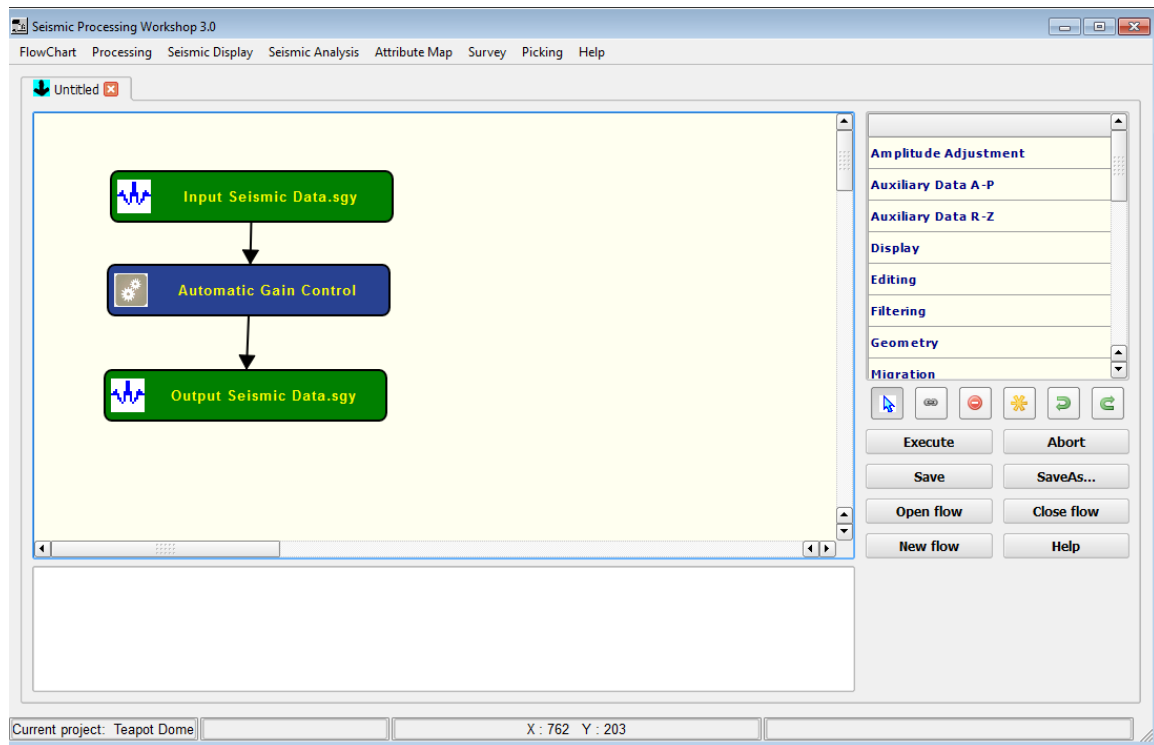 Seismic Processing Workshop 3.0
FlowChart Processing Seismic Display Seismic Analysis Attribute Map Survey Picking Help
Untitled
Input Seismic Data.sgy
Automatic Gain Control
Output Seismic Data.sgy
Amplitude Adjustment
Auxiliary Data A-P
Auxiliary Data R-Z
Display
Editing
Filtering
Geometry
Migration
Execute Abort
Save SaveAs...
Open flow Close flow
New flow Help
Current project: Teapot Dome X : 762 Y : 203